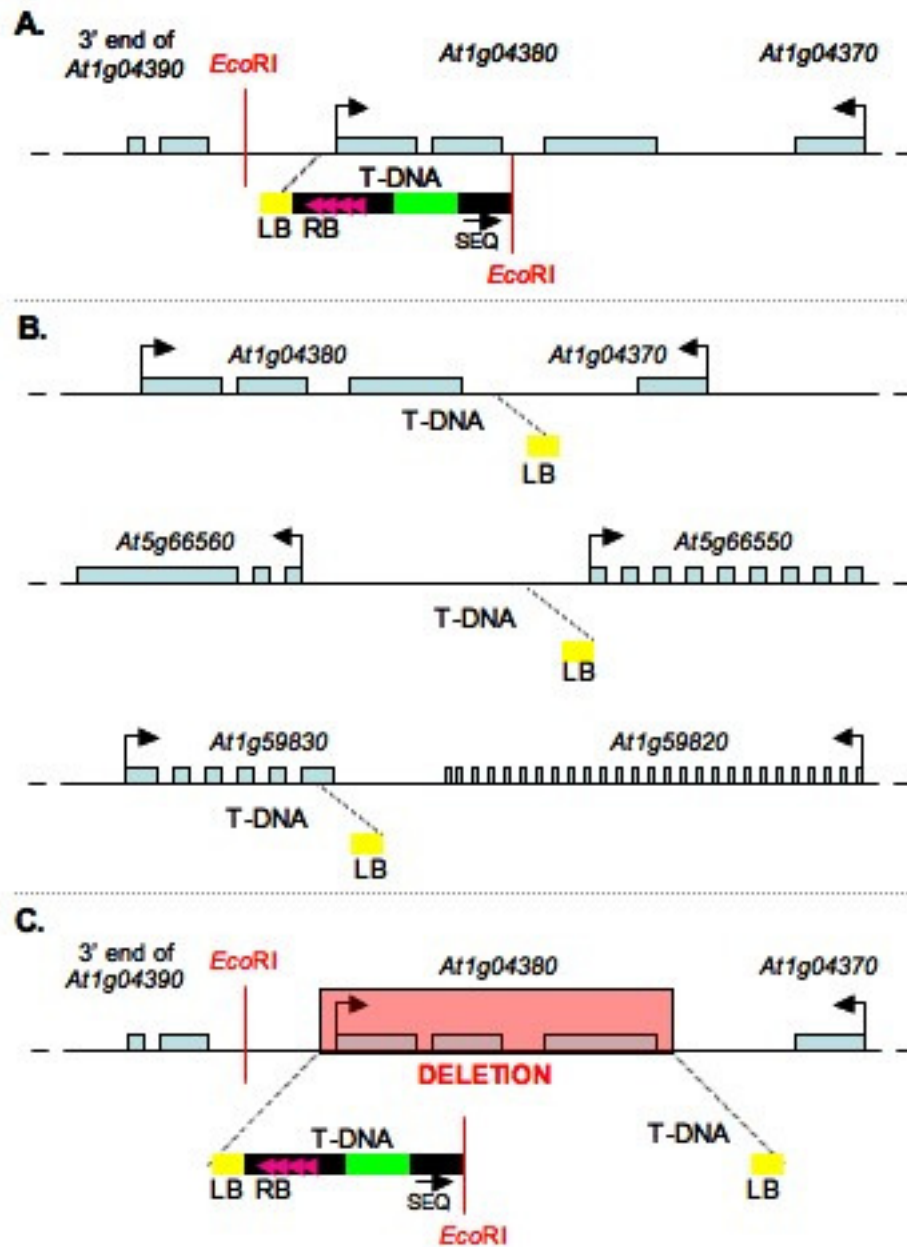 A.
3' end of
At1g04390
EcoRI
At1g04380
At1g04370
T-DNA
LB
RB
SEQ
EcoRI
B.
At1g04380
At1g04370
T-DNA
LB
At5g66560
At5g66550
T-DNA
LB
At1g59830
At1g59820
T-DNA
LB
C.
3' end of
At1g04390
EcoRI
At1g04380
At1g04370
DELETION
T-DNA
T-DNA
LB
RB
SEQ
LB
EcoRI